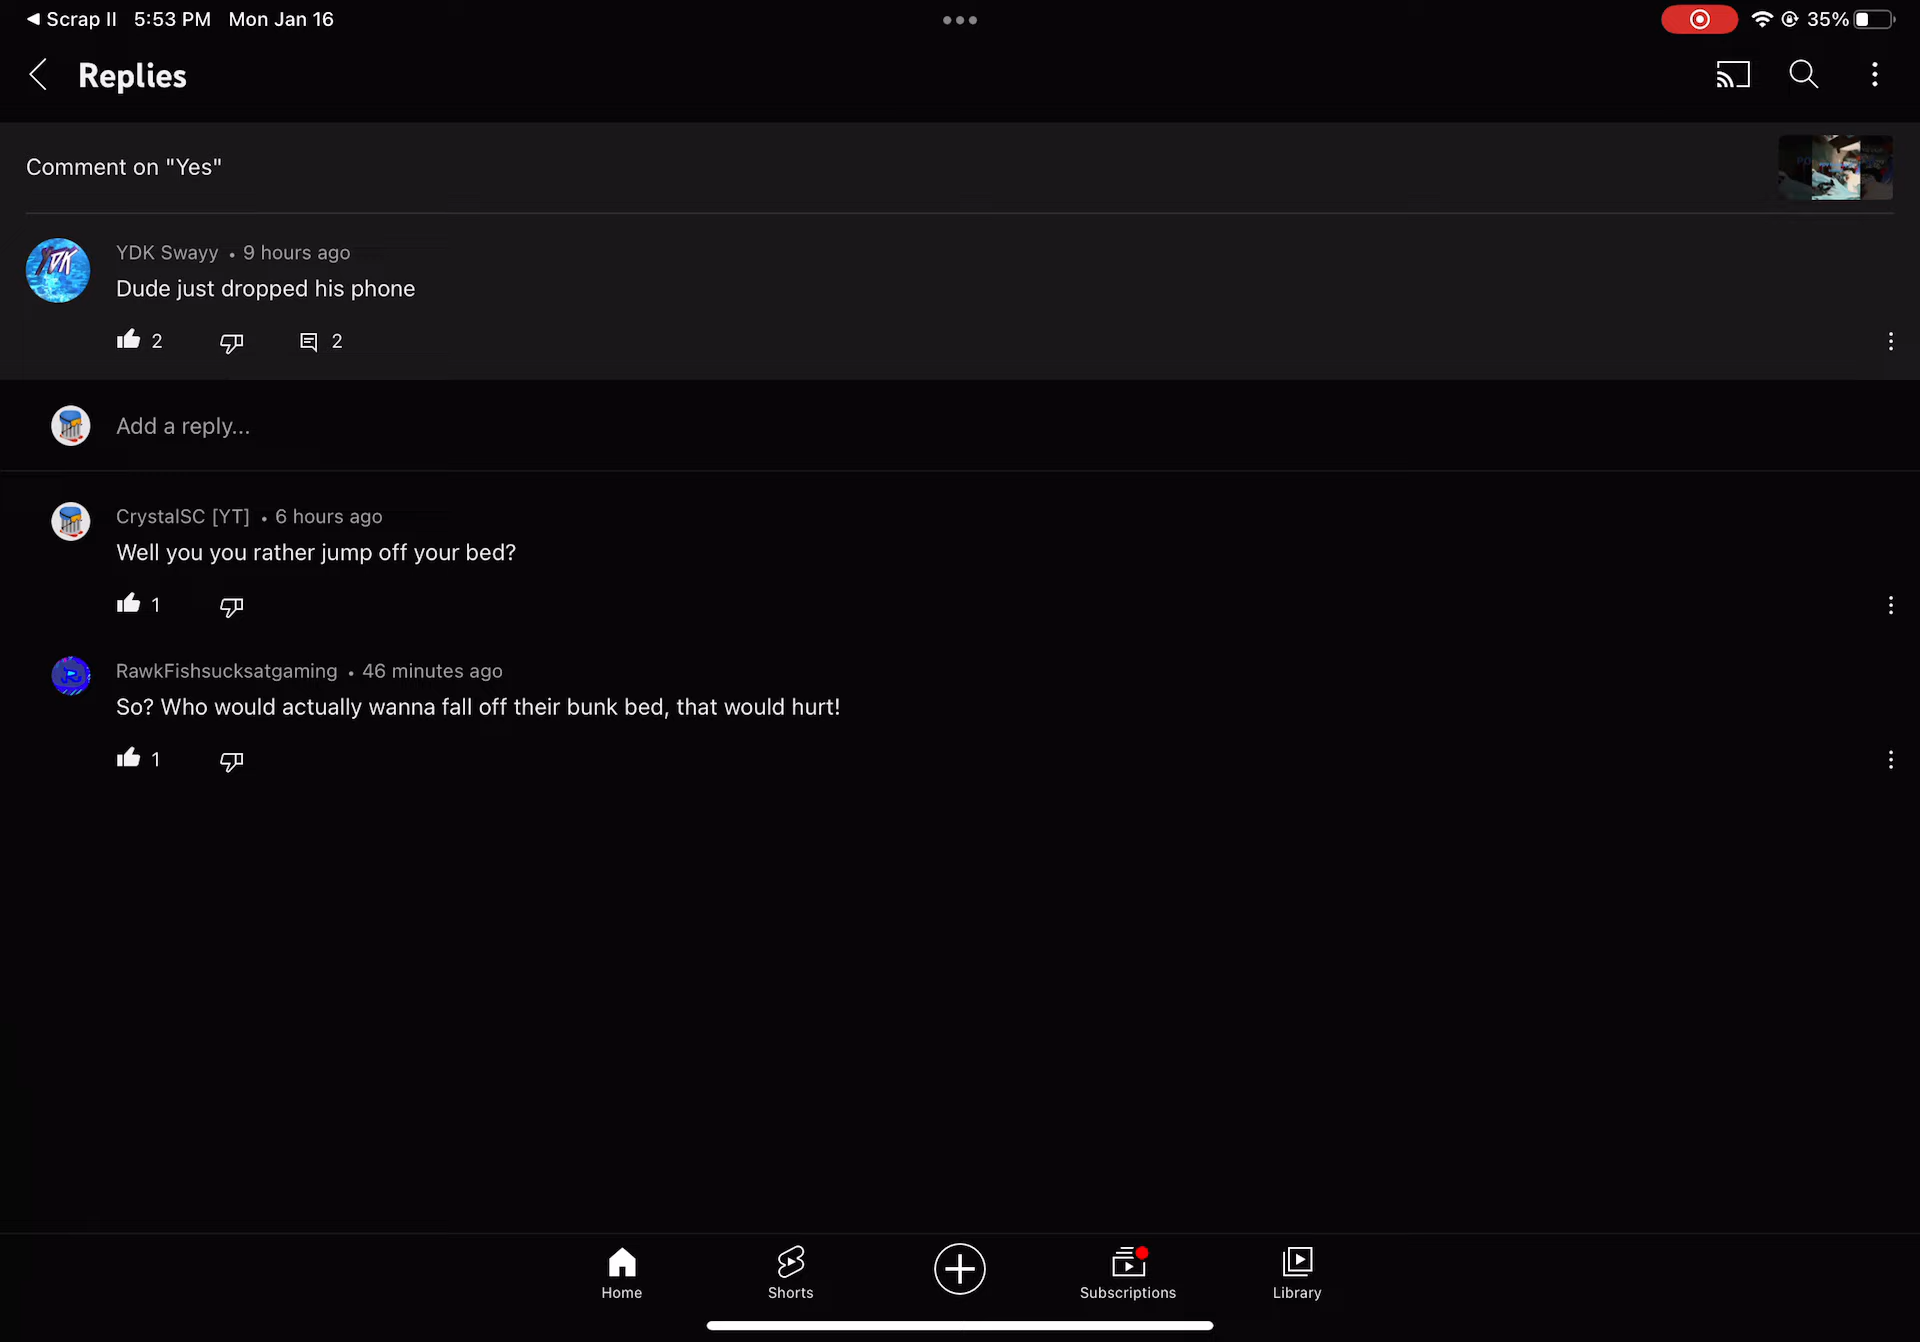 Scrap II 5:53 PM Mon Jan 16
35%
Replies
Comment on "Yes"
YDK
YDK Swayy • 9 hours ago
Dude just dropped his phone
2 2
Add a reply...
CrystalSC [YT] • 6 hours ago
Well you you rather jump off your bed?
1
RawkFishsucksatgaming • 46 minutes ago
So? Who would actually wanna fall off their bunk bed, that would hurt!
1
Home Shorts Subscriptions Library